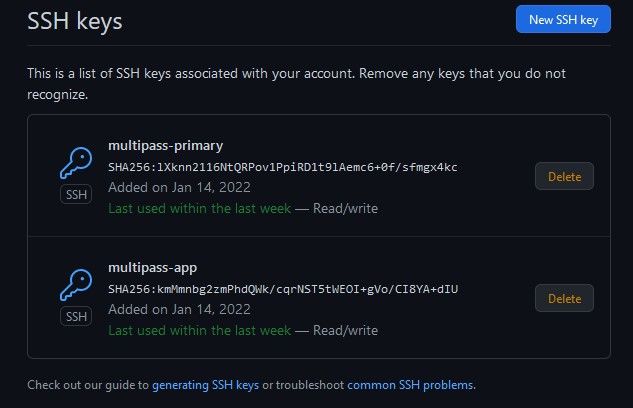 SSH keys
New SSH key
This is a list of SSH keys associated with your account. Remove any keys that you do not
recognize.
multipass-primary
SHA256:lXknn2116NtQRPov1PpiRD1t9lAemc6+0f/sfmgx4kc
Added on Jan 14, 2022
SSH
Last used within the last week — Read/write
Delete
multipass-app
SHA256:kmMmnbg2zmPhdQWk/cqrNST5tWEOI+gVo/CI8YA+dIU
Added on Jan 14, 2022
SSH
Last used within the last week — Read/write
Delete
Check out our guide to generating SSH keys or troubleshoot common SSH problems.